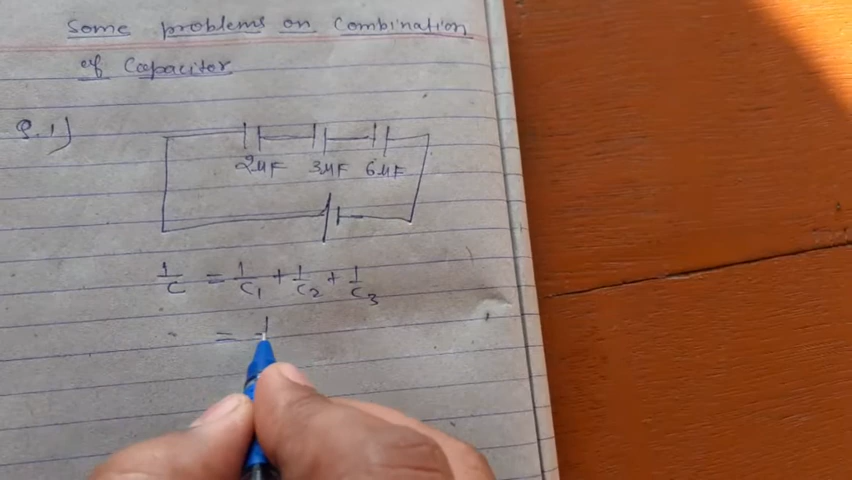 Some problems on Combination
of Capacitor
Q.1)
2μF 3μF 6μF
1/C = 1/C₁ + 1/C₂ + 1/C₃
= 1